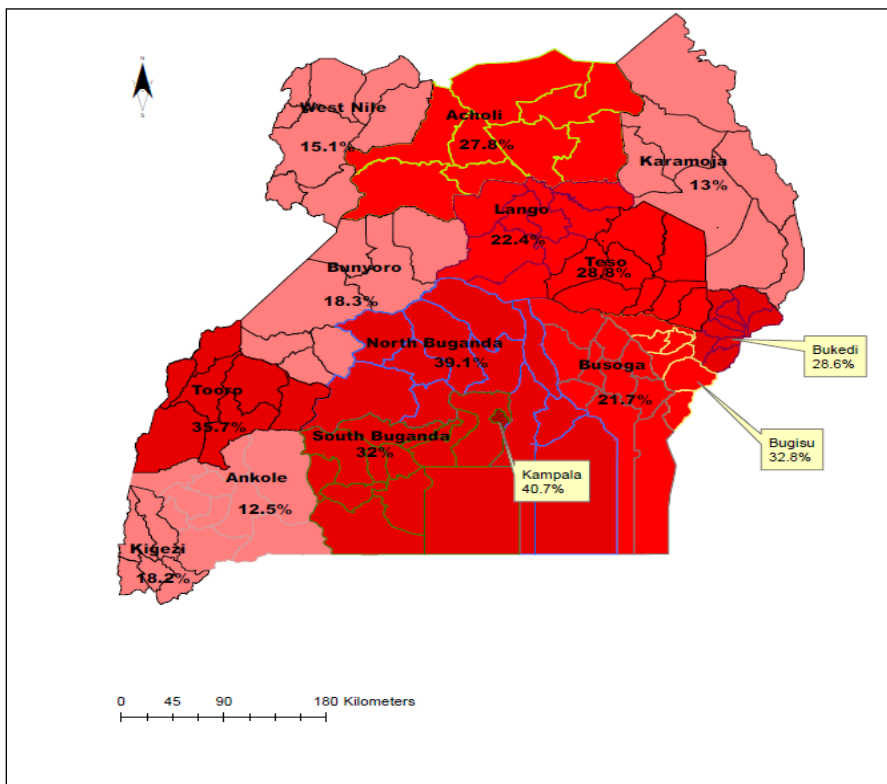 N
S
West Nile
15.1%
Acholi
27.8%
Karamoja
13%
Lango
22.4%
Teso
28.8%
Bunyoro
18.3%
North Buganda
39.1%
Busoga
21.7%
Bukedi
28.6%
Tooro
35.7%
South Buganda
32%
Bugisu
32.8%
Kampala
40.7%
Ankole
12.5%
Kigezi
18.2%
0 45 90 180 Kilometers